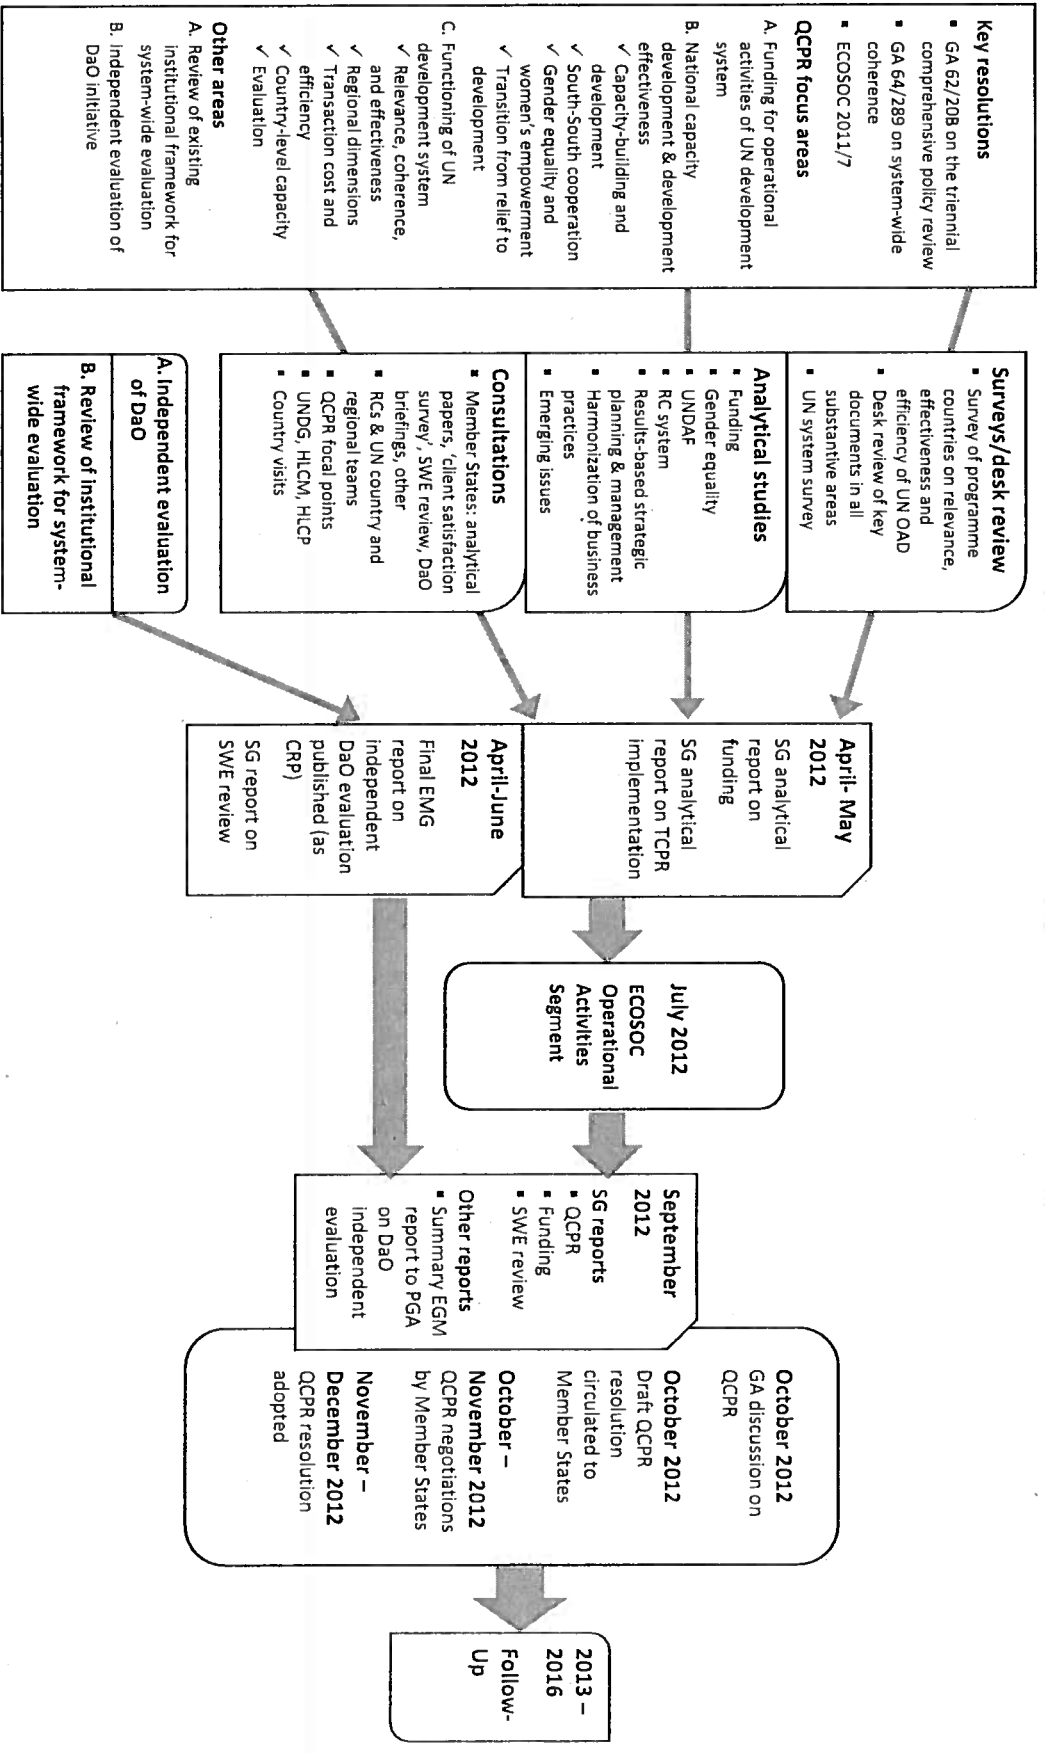 Key resolutions
▪ GA 62/208 on the triennial
comprehensive policy review
▪ GA 64/289 on system-wide
coherence
▪ ECOSOC 2011/7
QCPR focus areas
A. Funding for operational
activities of UN development
system
B. National capacity
development & development
effectiveness
✓ Capacity-building and
development
✓ South-South cooperation
✓ Gender equality and
women's empowerment
✓ Transition from relief to
development
C. Functioning of UN
development system
✓ Relevance, coherence,
and effectiveness
✓ Regional dimensions
✓ Transaction cost and
efficiency
✓ Country-level capacity
✓ Evaluation
Other areas
A. Review of existing
institutional framework for
system-wide evaluation
B. Independent evaluation of
DaO initiative
Surveys/desk review
▪ Survey of programme
countries on relevance,
effectiveness and
efficiency of UN OAD
▪ Desk review of key
documents in all
substantive areas
▪ UN system survey
Analytical studies
▪ Funding
▪ Gender equality
▪ UNDAF
▪ RC system
▪ Results-based strategic
planning & management
▪ Harmonization of business
practices
▪ Emerging issues
Consultations
▪ Member States: analytical
papers, 'client satisfaction
survey', SWE review, DaO
briefings, other
▪ RCs & UN country and
regional teams
▪ QCPR focal points
▪ UNDG, HLCM, HLCP
▪ Country visits
A. Independent evaluation
of DaO
B. Review of institutional
framework for system-
wide evaluation
April- May
2012
SG analytical
report on
funding
SG analytical
report on TCPR
implementation
April-June
2012
Final EMG
report on
independent
DaO evaluation
published (as
CRP)
SG report on
SWE review
July 2012
ECOSOC
Operational
Activities
Segment
September
2012
SG reports
▪ QCPR
▪ Funding
▪ SWE review
Other reports
▪ Summary EGM
report to PGA
on DaO
independent
evaluation
October 2012
GA discussion on
QCPR
October 2012
Draft QCPR
resolution
circulated to
Member States
October –
November 2012
QCPR negotiations
by Member States
November –
December 2012
QCPR resolution
adopted
2013 –
2016
Follow-
Up